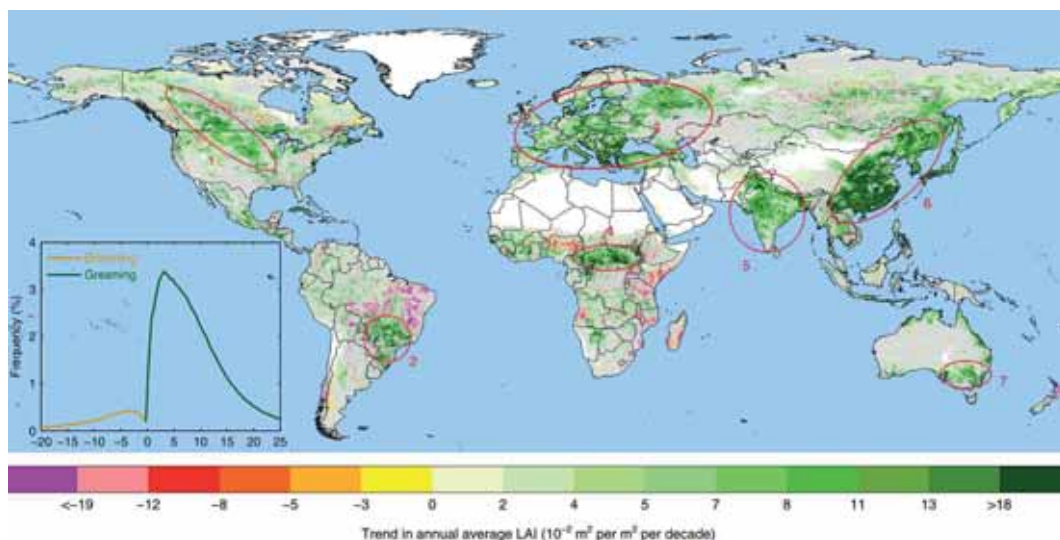 1
3
4
5
6
2
7
Browning
Greening
Frequency (%)
4
3
2
1
0
−20 −15 −10 −5 0 5 10 15 20 25
<−19 −12 −8 −5 −3 0 2 4 5 7 8 11 13 >18
Trend in annual average LAI (10⁻² m² per m² per decade)